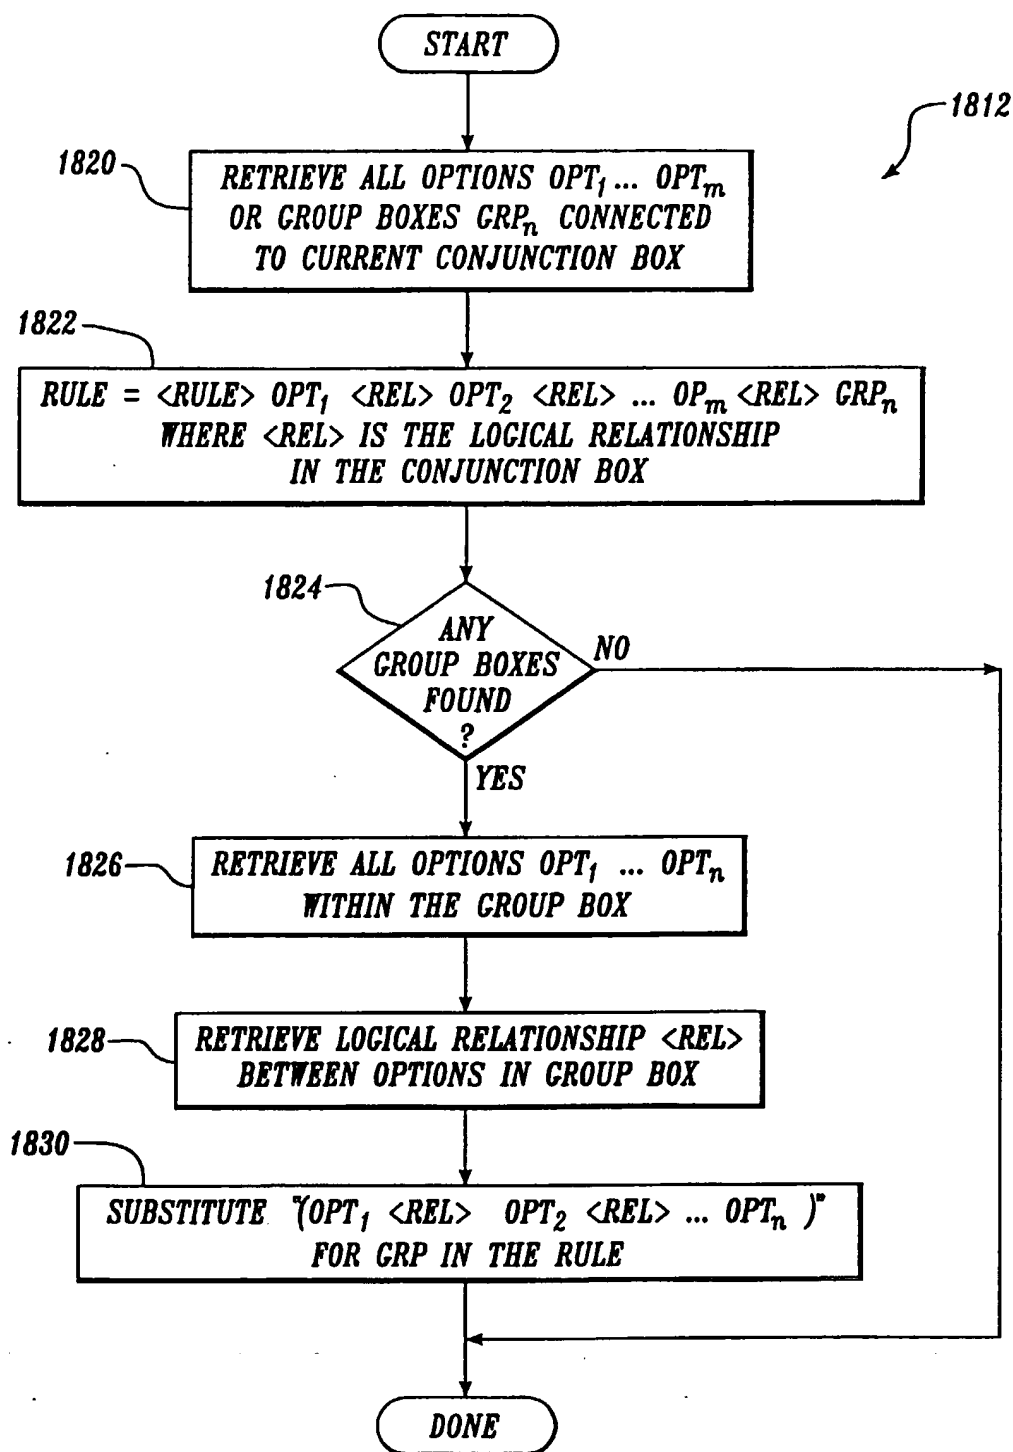 START
1812
1820
RETRIEVE ALL OPTIONS OPT₁ ... OPTₘ
OR GROUP BOXES GRPₙ CONNECTED
TO CURRENT CONJUNCTION BOX
1822
RULE = <RULE> OPT₁ <REL> OPT₂ <REL> ... OPₘ <REL> GRPₙ
WHERE <REL> IS THE LOGICAL RELATIONSHIP
IN THE CONJUNCTION BOX
1824
ANY
GROUP BOXES
FOUND
?
NO
YES
1826
RETRIEVE ALL OPTIONS OPT₁ ... OPTₙ
WITHIN THE GROUP BOX
1828
RETRIEVE LOGICAL RELATIONSHIP <REL>
BETWEEN OPTIONS IN GROUP BOX
1830
SUBSTITUTE "(OPT₁ <REL> OPT₂ <REL> ... OPTₙ )"
FOR GRP IN THE RULE
DONE